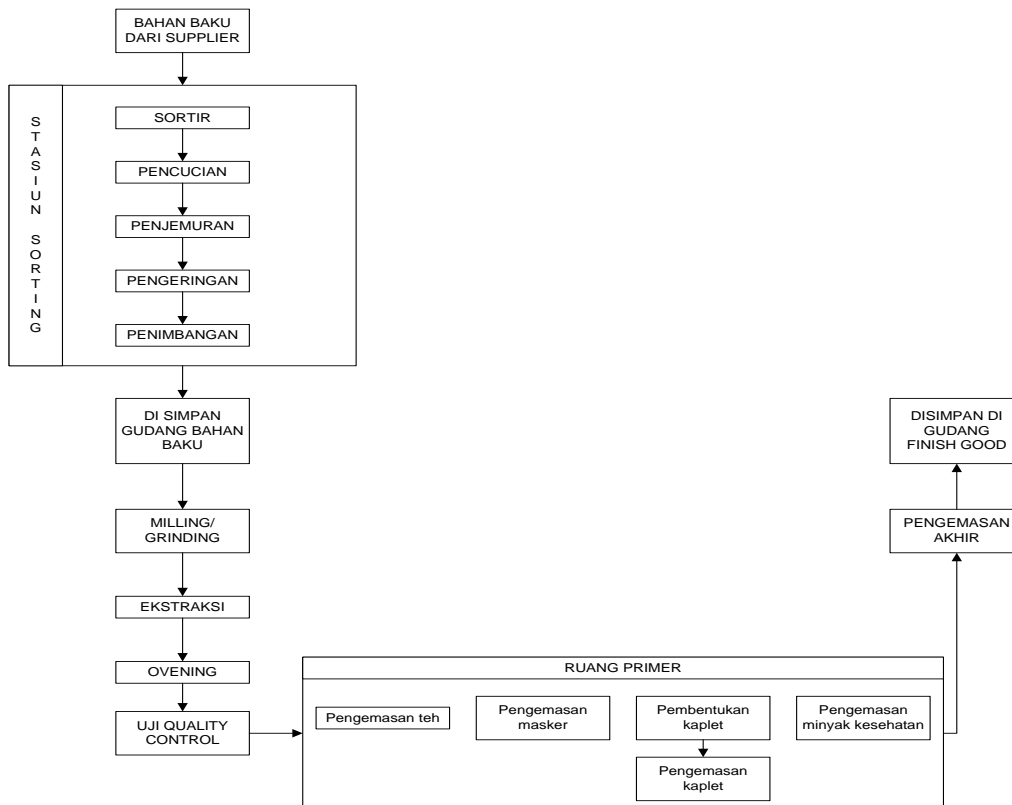 BAHAN BAKU
DARI SUPPLIER
STASIUN SORTING
SORTIR
PENCUCIAN
PENJEMURAN
PENGERINGAN
PENIMBANGAN
DI SIMPAN
GUDANG BAHAN
BAKU
MILLING/
GRINDING
EKSTRAKSI
OVENING
UJI QUALITY
CONTROL
RUANG PRIMER
Pengemasan teh
Pengemasan
masker
Pembentukan
kaplet
Pengemasan
kaplet
Pengemasan
minyak kesehatan
PENGEMASAN
AKHIR
DISIMPAN DI
GUDANG
FINISH GOOD